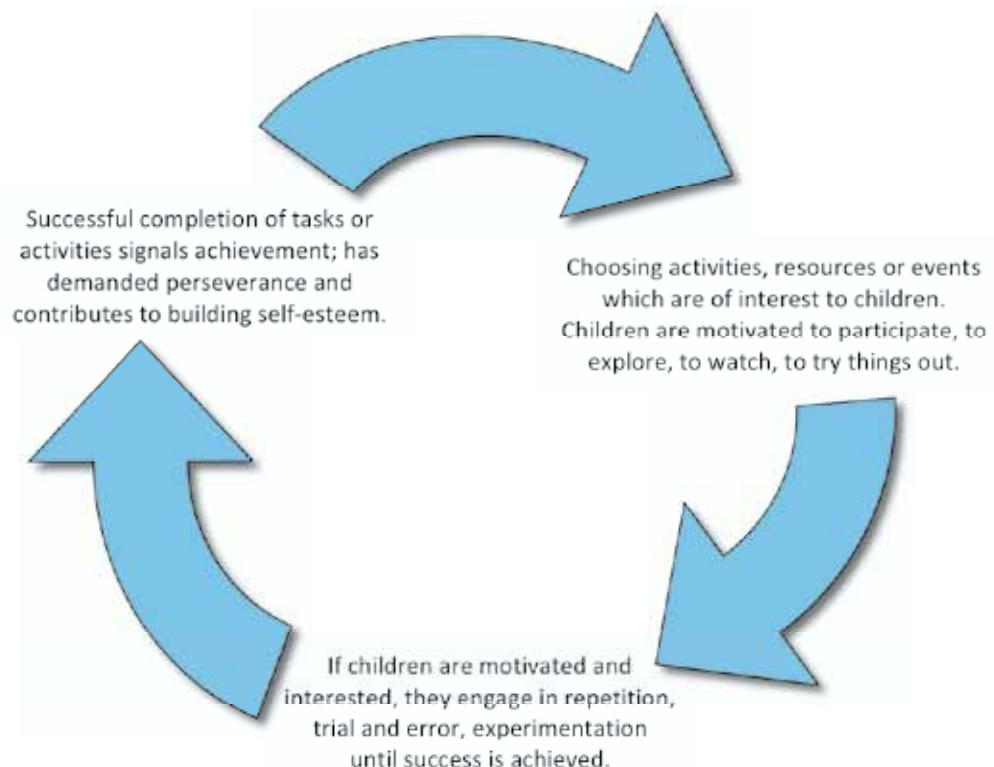 Successful completion of tasks or
activities signals achievement; has
demanded perseverance and
contributes to building self-esteem.
Choosing activities, resources or events
which are of interest to children.
Children are motivated to participate, to
explore, to watch, to try things out.
If children are motivated and
interested, they engage in repetition,
trial and error, experimentation
until success is achieved.